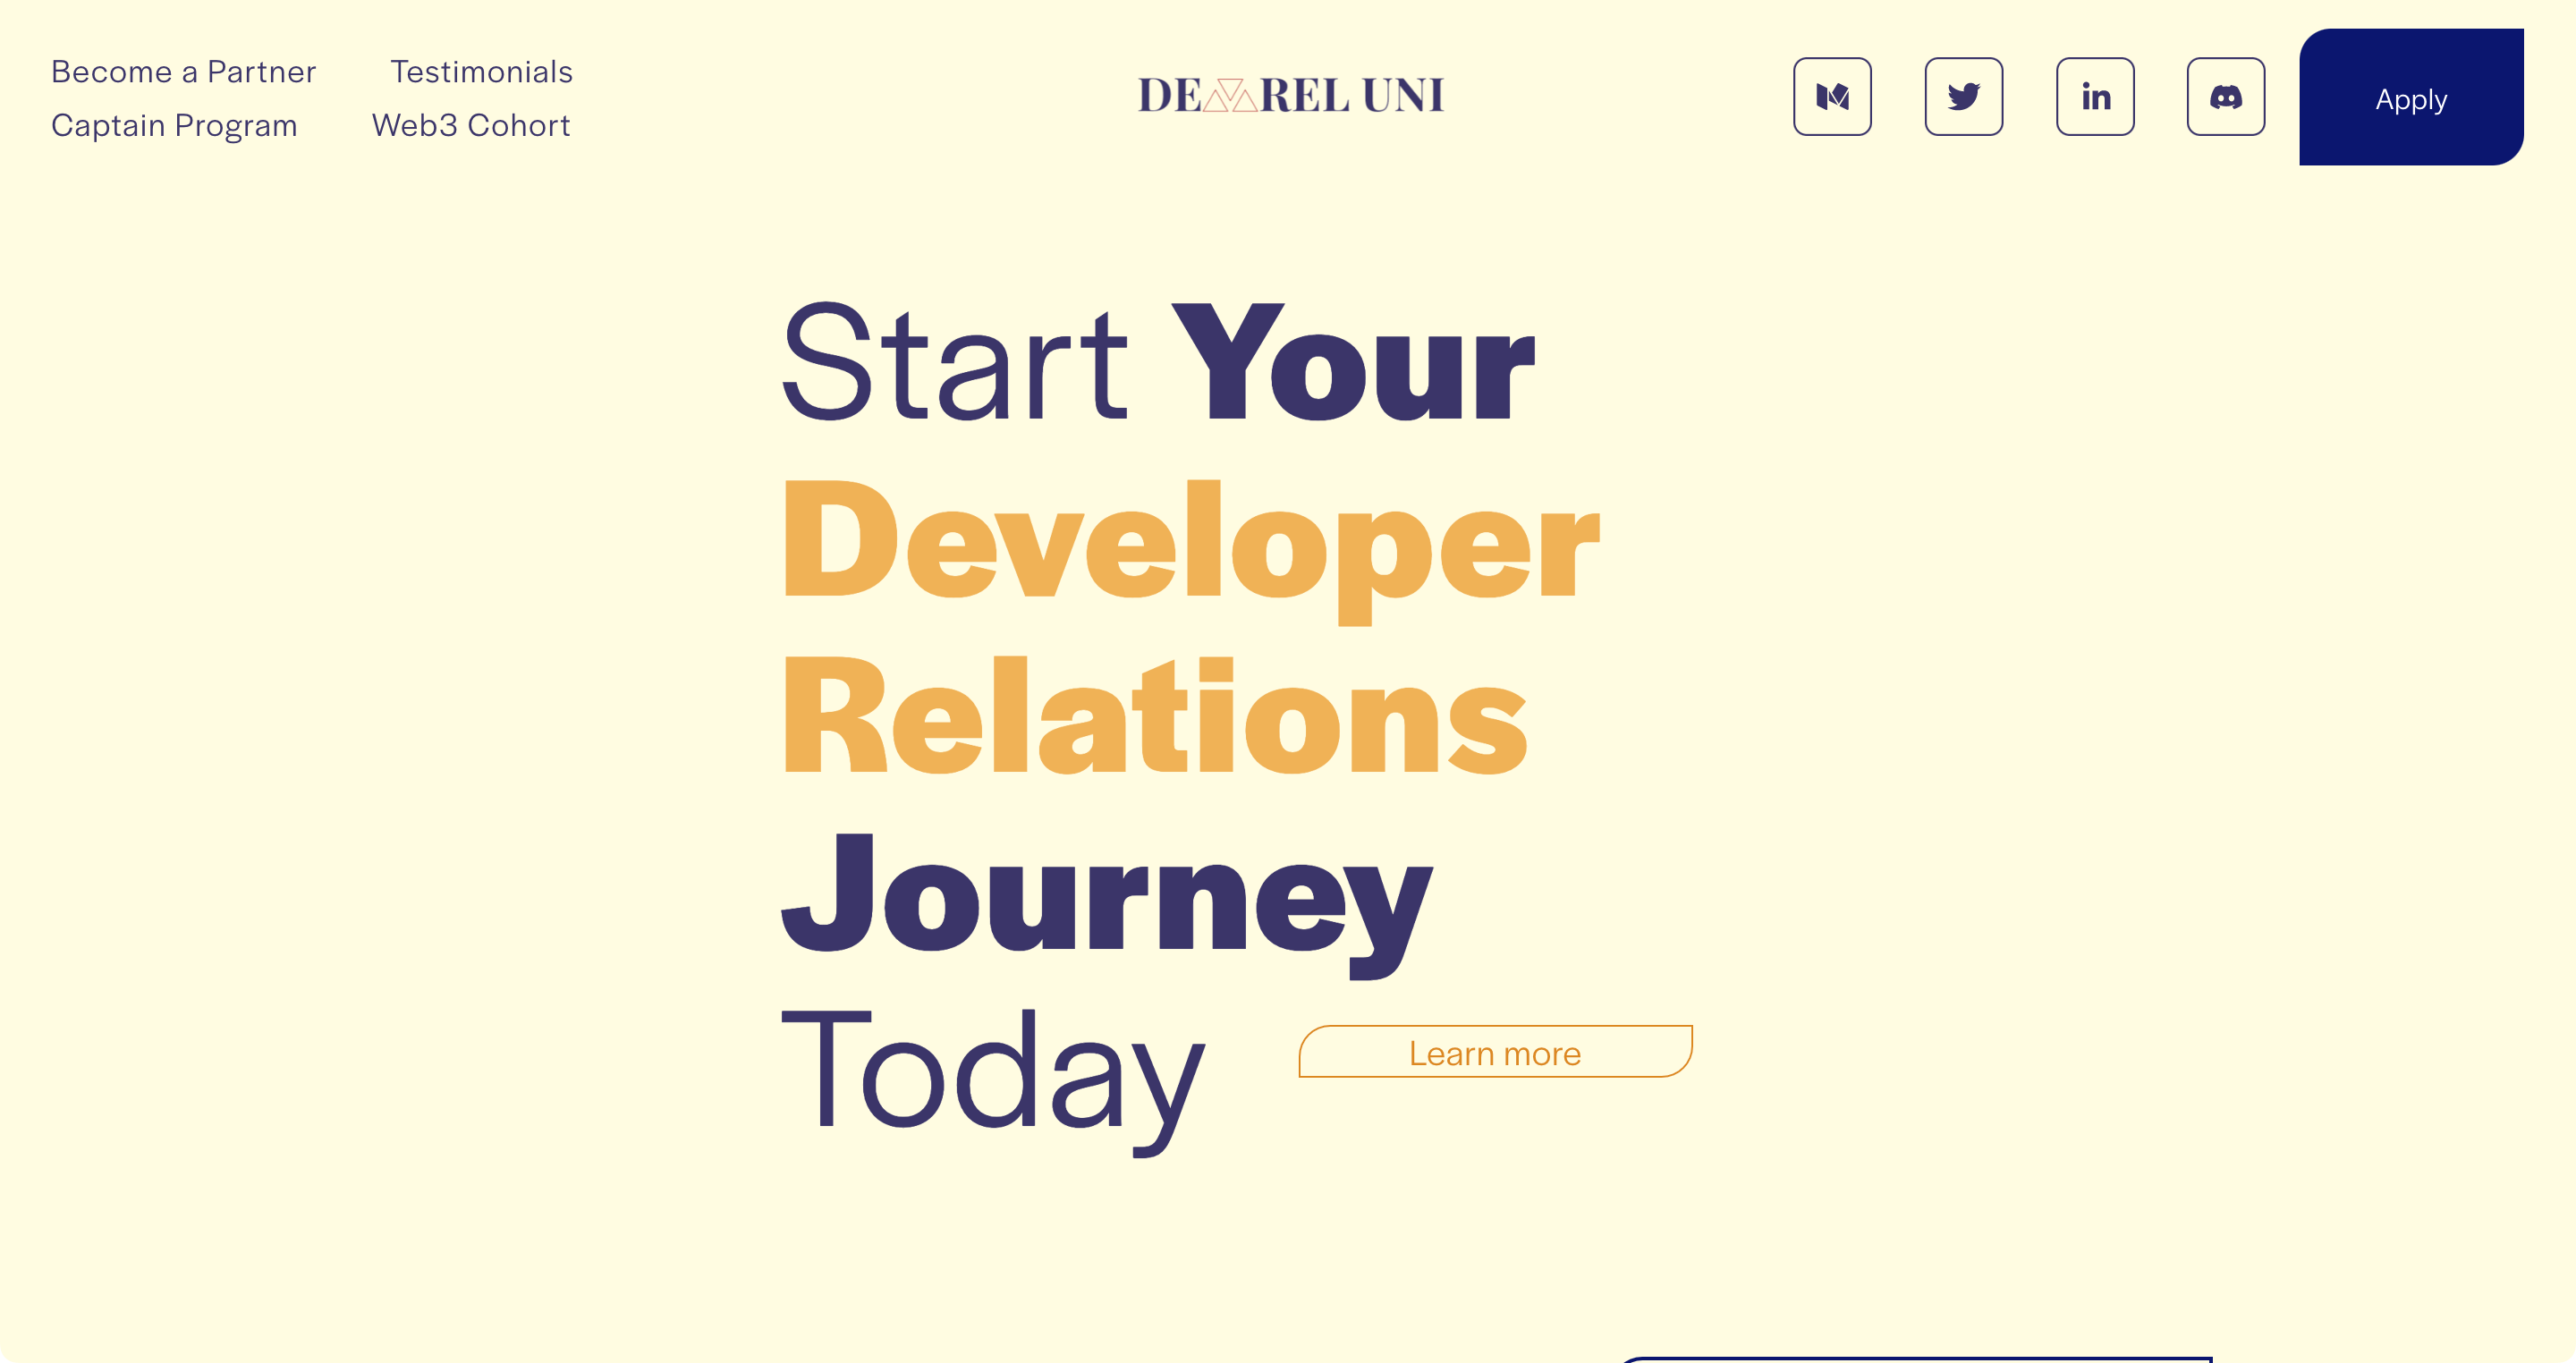 Become a Partner Testimonials
Captain Program Web3 Cohort
DEVREL UNI
Apply
Start Your
Developer
Relations
Journey
Today
Learn more